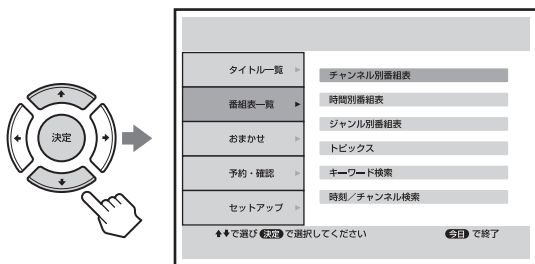 決定
タイトル一覧
番組表一覧
おまかせ
予約・確認
セットアップ
チャンネル別番組表
時間別番組表
ジャンル別番組表
トピックス
キーワード検索
時刻／チャンネル検索
で選び 決定 で選択してください
今日 で終了